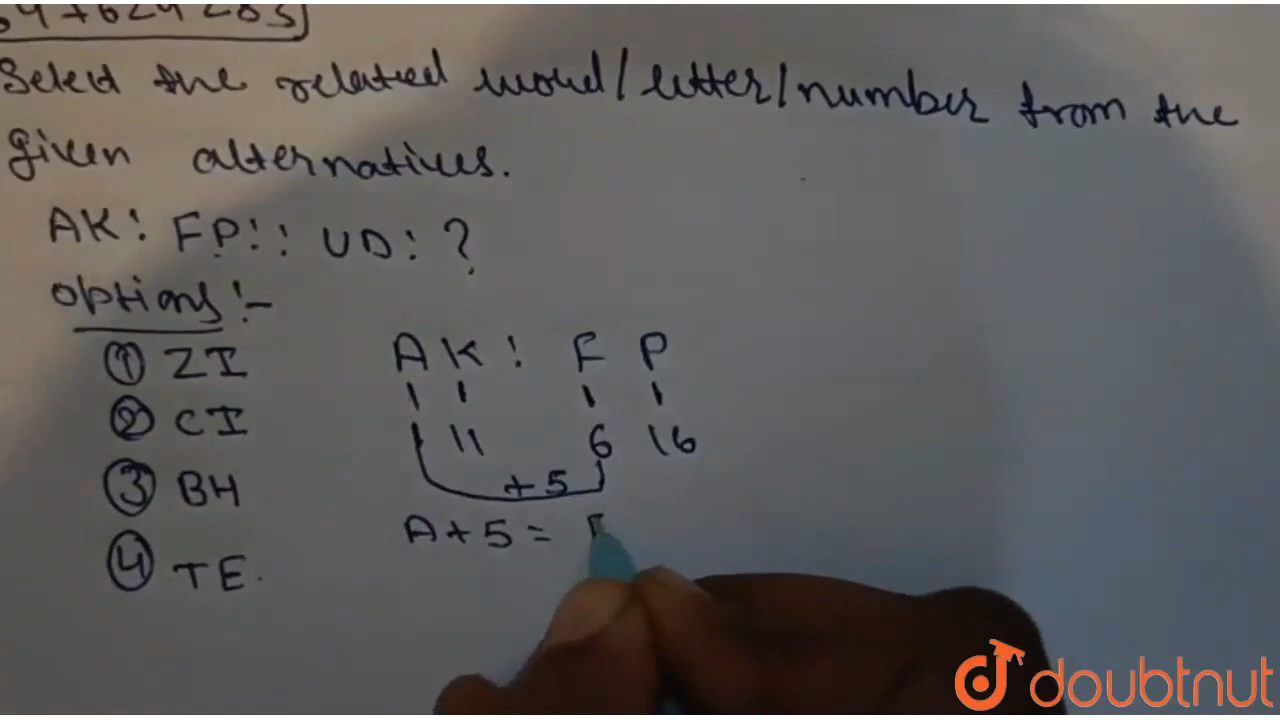 Select the related word/letter/number from the
given alternatives.
AK: FP:: UD: ?
Options:-
① ZI
② CI
③ BH
④ TE.
A K : F P
1 11 6 16
+5
A+5=
doubtnut